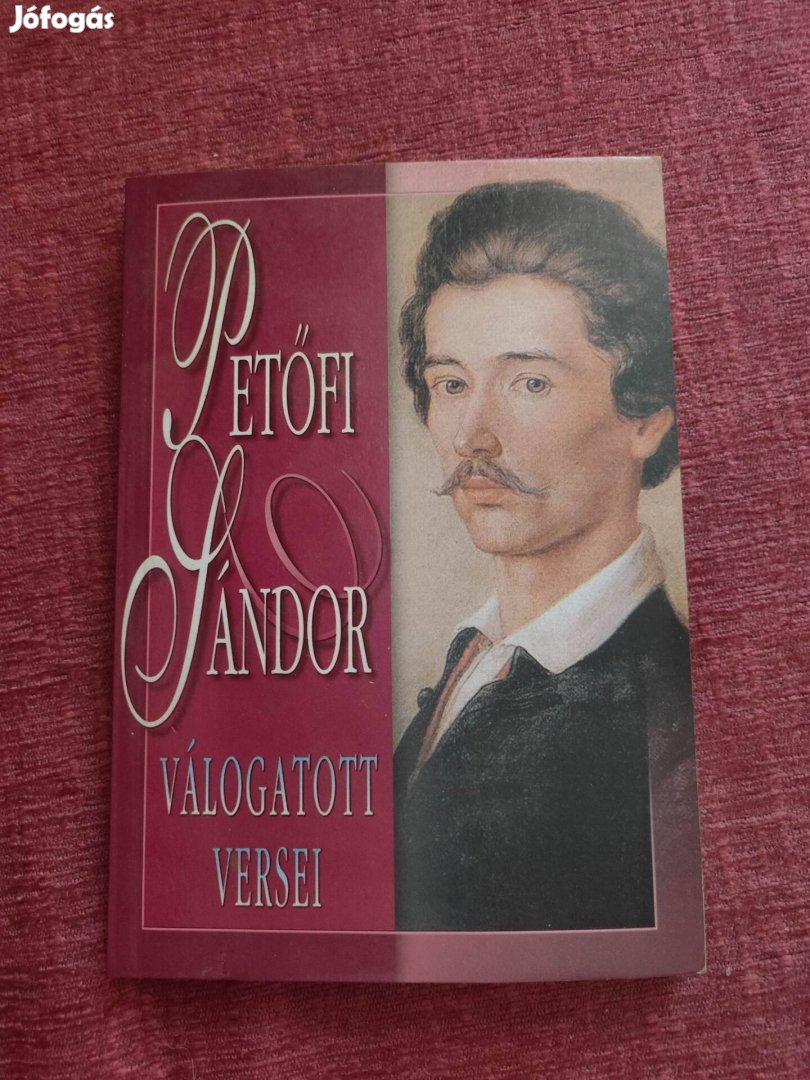 Jófogás
PETŐFI
SÁNDOR
VÁLOGATOTT
VERSEI